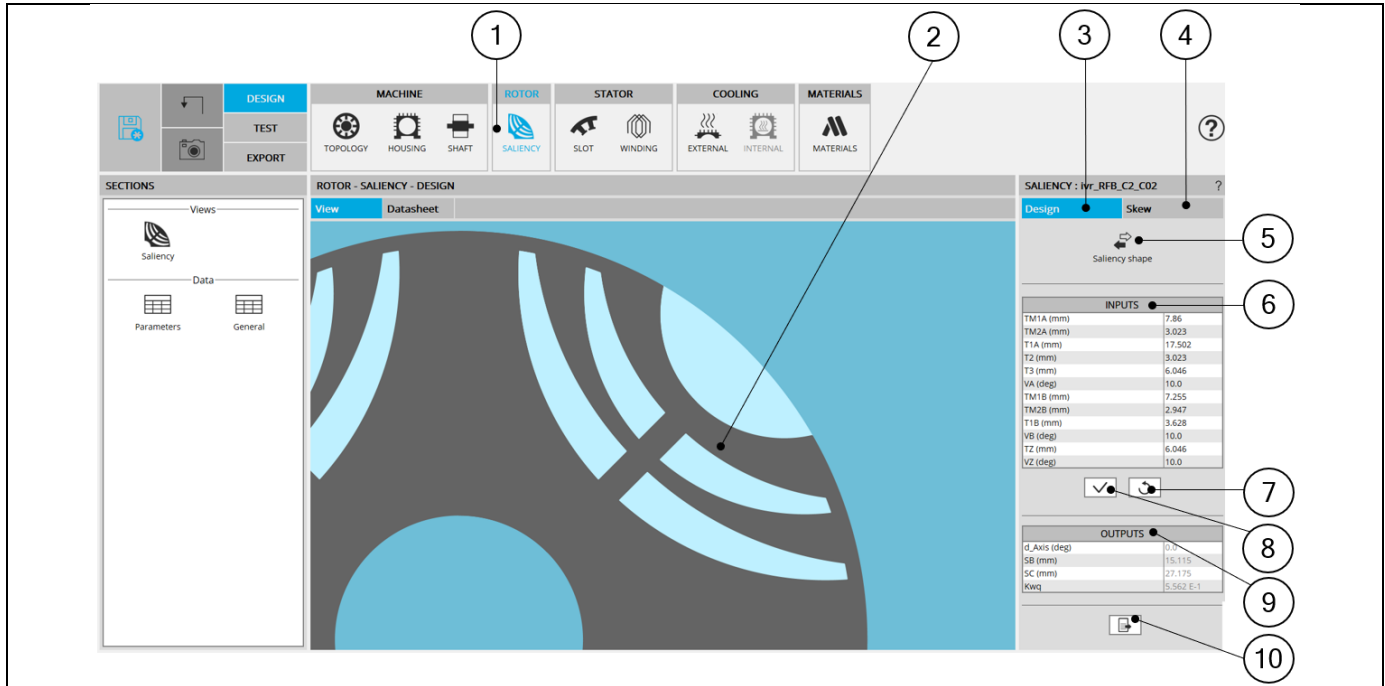 1
2
3
4
DESIGN
TEST
EXPORT
MACHINE
TOPOLOGY HOUSING SHAFT
ROTOR
SALIENCY
STATOR
SLOT WINDING
COOLING
EXTERNAL INTERNAL
MATERIALS
MATERIALS
?
SECTIONS
Views
Saliency
Data
Parameters General
ROTOR - SALIENCY - DESIGN
View Datasheet
SALIENCY : ivr_RFB_C2_C02 ?
Design Skew
Saliency shape
5
INPUTS
6
TM1A (mm) 7.86
TM2A (mm) 3.023
T1A (mm) 17.502
T2 (mm) 3.023
T3 (mm) 6.046
VA (deg) 10.0
TM1B (mm) 7.255
TM2B (mm) 2.947
T1B (mm) 3.628
VB (deg) 10.0
TZ (mm) 6.046
VZ (deg) 10.0
7
8
OUTPUTS
d_Axis (deg) 0.0
SB (mm) 15.115
SC (mm) 27.175
Kwq 5.562 E-1
9
10